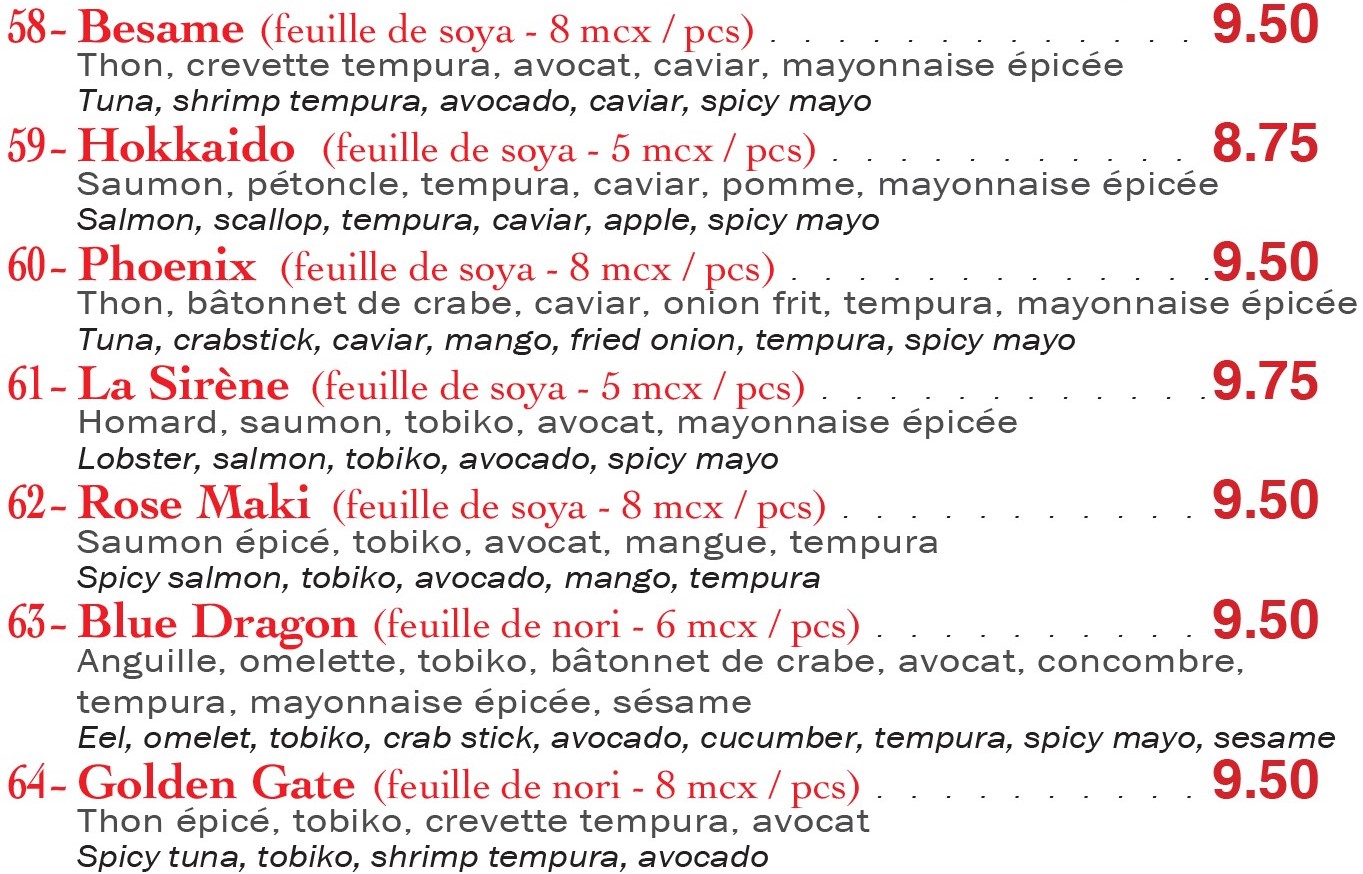 58- Besame (feuille de soya - 8 mcx / pcs) . . . . . . . . . . . . . 9.50
Thon, crevette tempura, avocat, caviar, mayonnaise épicée
Tuna, shrimp tempura, avocado, caviar, spicy mayo
59- Hokkaido (feuille de soya - 5 mcx / pcs) . . . . . . . . . . . 8.75
Saumon, pétoncle, tempura, caviar, pomme, mayonnaise épicée
Salmon, scallop, tempura, caviar, apple, spicy mayo
60- Phoenix (feuille de soya - 8 mcx / pcs) . . . . . . . . . . . . .9.50
Thon, bâtonnet de crabe, caviar, onion frit, tempura, mayonnaise épicée
Tuna, crabstick, caviar, mango, fried onion, tempura, spicy mayo
61- La Sirène (feuille de soya - 5 mcx / pcs) . . . . . . . . . . . .9.75
Homard, saumon, tobiko, avocat, mayonnaise épicée
Lobster, salmon, tobiko, avocado, spicy mayo
62- Rose Maki (feuille de soya - 8 mcx / pcs) . . . . . . . . . . . 9.50
Saumon épicé, tobiko, avocat, mangue, tempura
Spicy salmon, tobiko, avocado, mango, tempura
63- Blue Dragon (feuille de nori - 6 mcx / pcs) . . . . . . . . . . 9.50
Anguille, omelette, tobiko, bâtonnet de crabe, avocat, concombre,
tempura, mayonnaise épicée, sésame
Eel, omelet, tobiko, crab stick, avocado, cucumber, tempura, spicy mayo, sesame
64- Golden Gate (feuille de nori - 8 mcx / pcs) . . . . . . . . . . 9.50
Thon épicé, tobiko, crevette tempura, avocat
Spicy tuna, tobiko, shrimp tempura, avocado